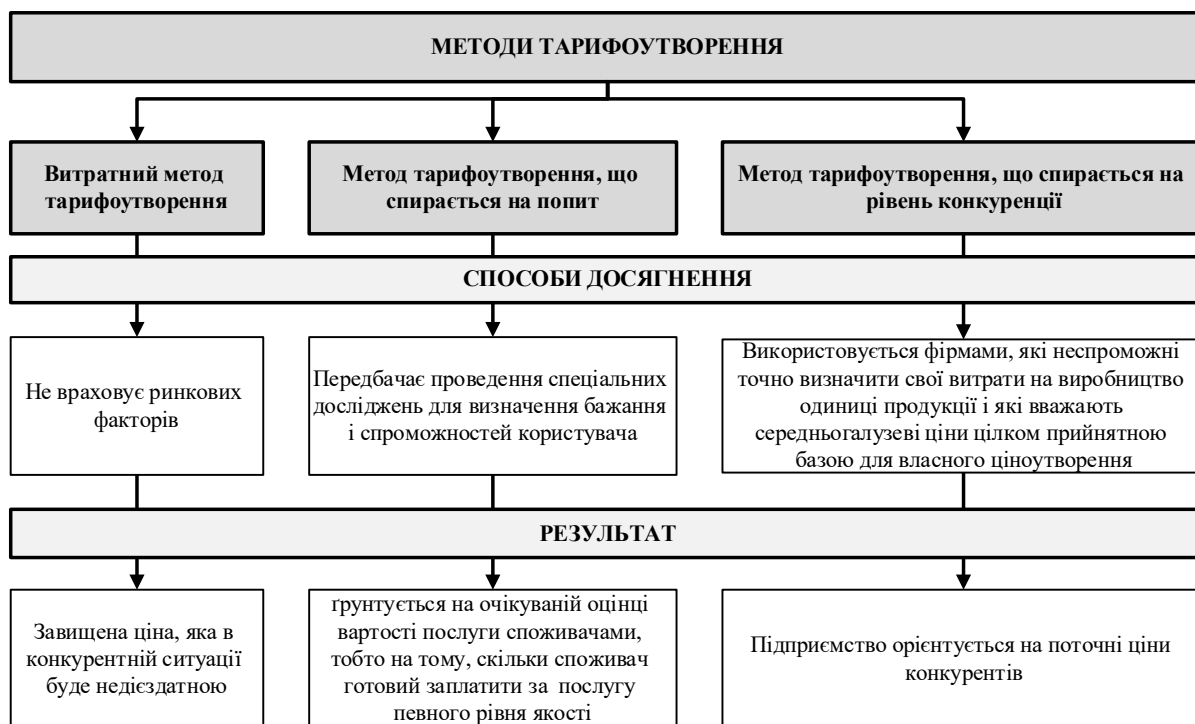 МЕТОДИ ТАРИФОУТВОРЕННЯ
Витратний метод
тарифоутворення
Метод тарифоутворення, що
спирається на попит
Метод тарифоутворення, що спирається на
рівень конкуренції
СПОСОБИ ДОСЯГНЕННЯ
Не враховує ринкових
факторів
Передбачає проведення спеціальних
досліджень для визначення бажання
і спроможностей користувача
Використовується фірмами, які неспроможні
точно визначити свої витрати на виробництво
одиниці продукції і які вважають
середньогалузеві ціни цілком прийнятною
базою для власного ціноутворення
РЕЗУЛЬТАТ
Завищена ціна, яка в
конкурентній ситуації
буде недієздатною
ґрунтується на очікуваній оцінці
вартості послуги споживачами,
тобто на тому, скільки споживач
готовий заплатити за послугу
певного рівня якості
Підприємство орієнтується на поточні ціни
конкурентів